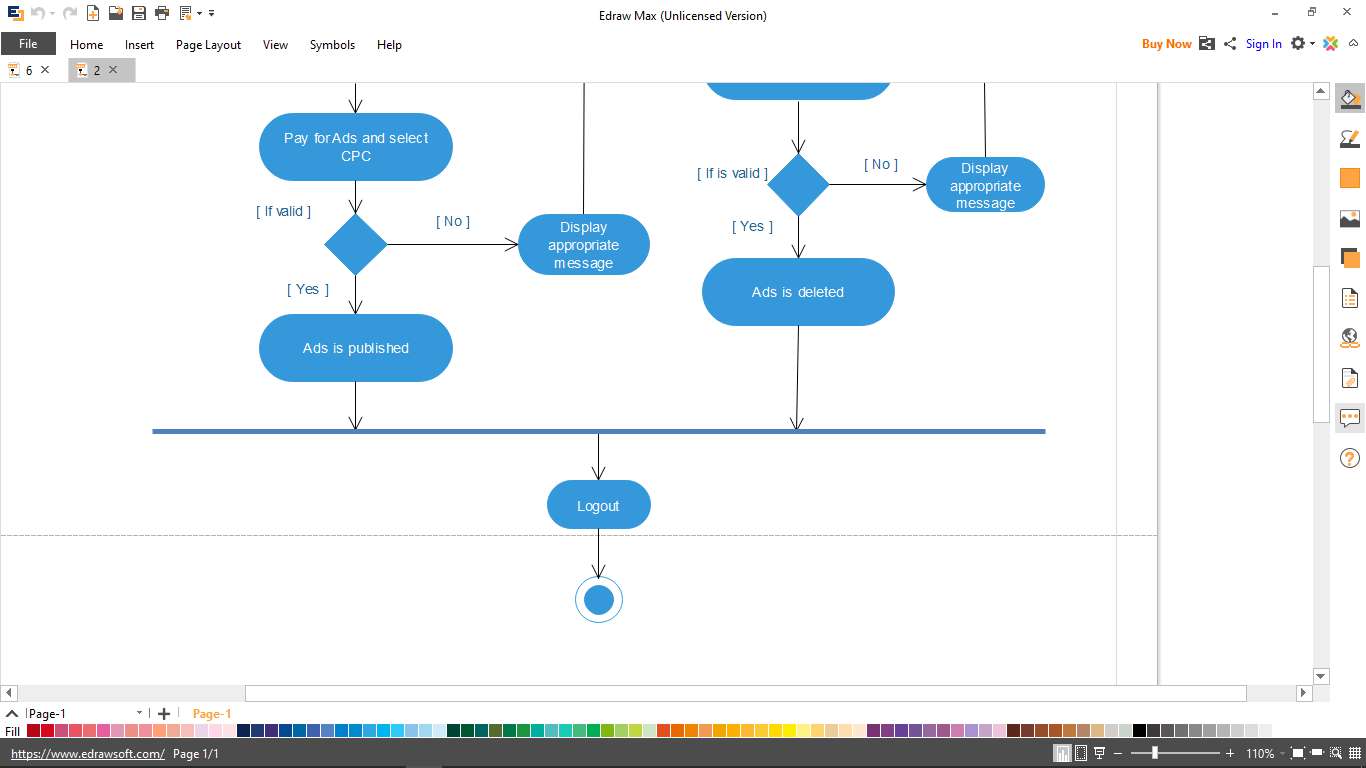 Edraw Max (Unlicensed Version)
File Home Insert Page Layout View Symbols Help
Buy Now Sign In
6 2
Pay for Ads and select
CPC
[ If valid ]
[ No ]
Display
appropriate
message
[ Yes ]
Ads is published
[ If is valid ]
[ No ]
Display
appropriate
message
[ Yes ]
Ads is deleted
Logout
Page-1 Page-1
Fill
https://www.edrawsoft.com/ Page 1/1 110%